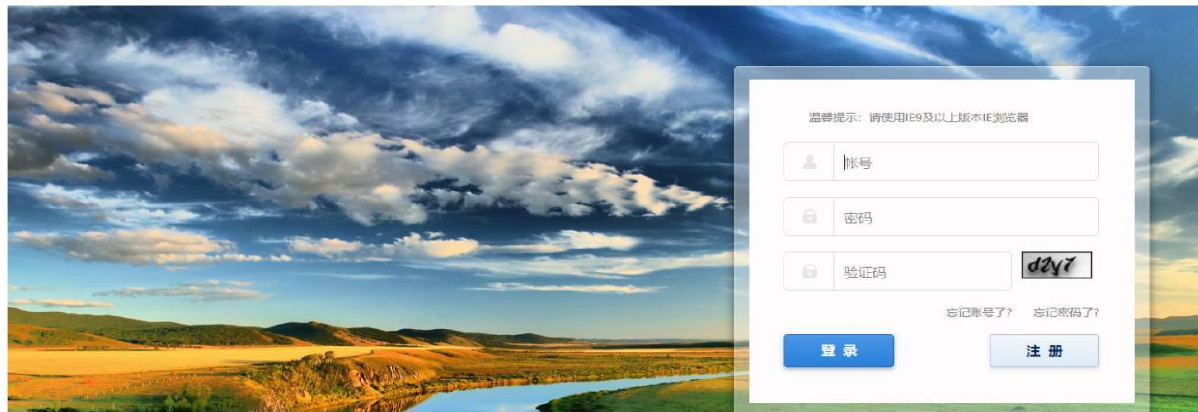 温馨提示：请使用IE9及以上版本IE浏览器
帐号
密码
验证码
d2y7
忘记账号了? 忘记密码了?
登 录 注 册